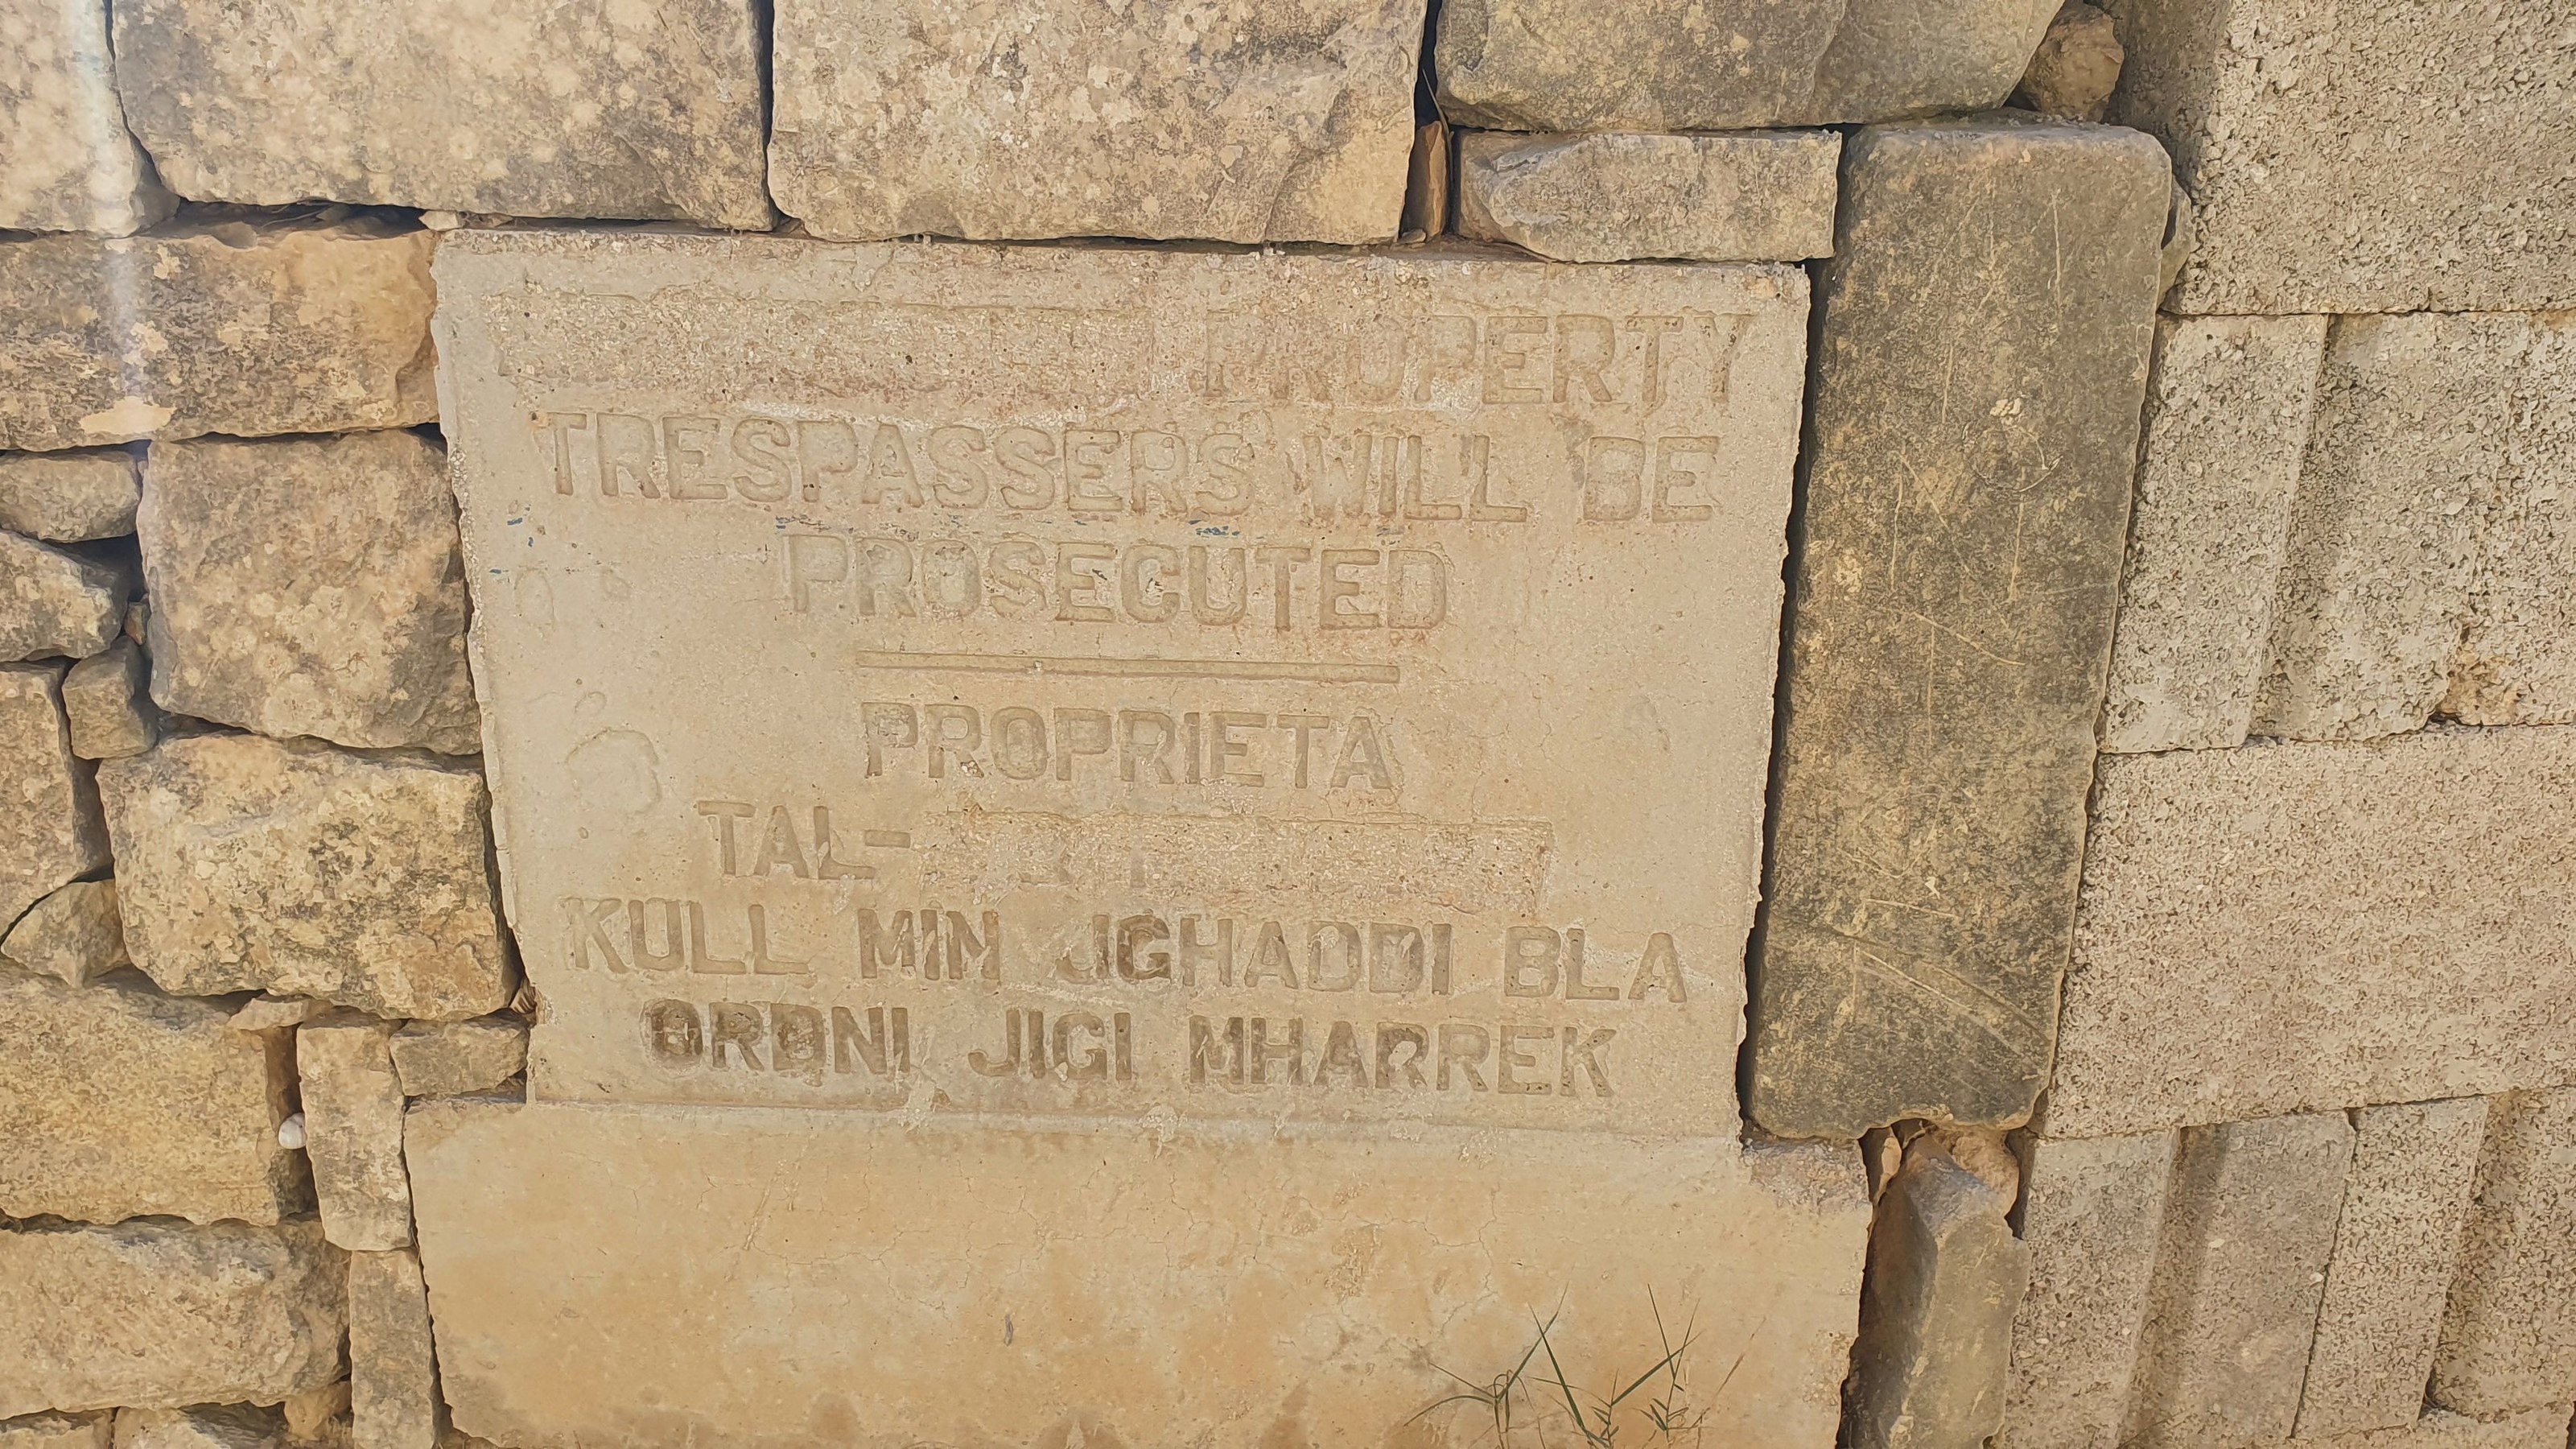 PROPERTY
TRESPASSERS WILL BE
PROSECUTED
PROPRIETA
TAL-
KULL MIN JGHADDI BLA
ORDNI JIGI MHARREK